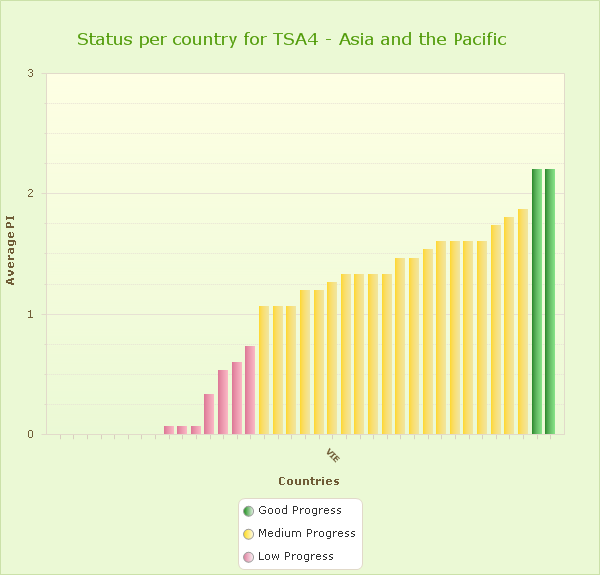 Status per country for TSA4 - Asia and the Pacific
3
2
1
0
Average PI
VIE
Countries
Good Progress
Medium Progress
Low Progress